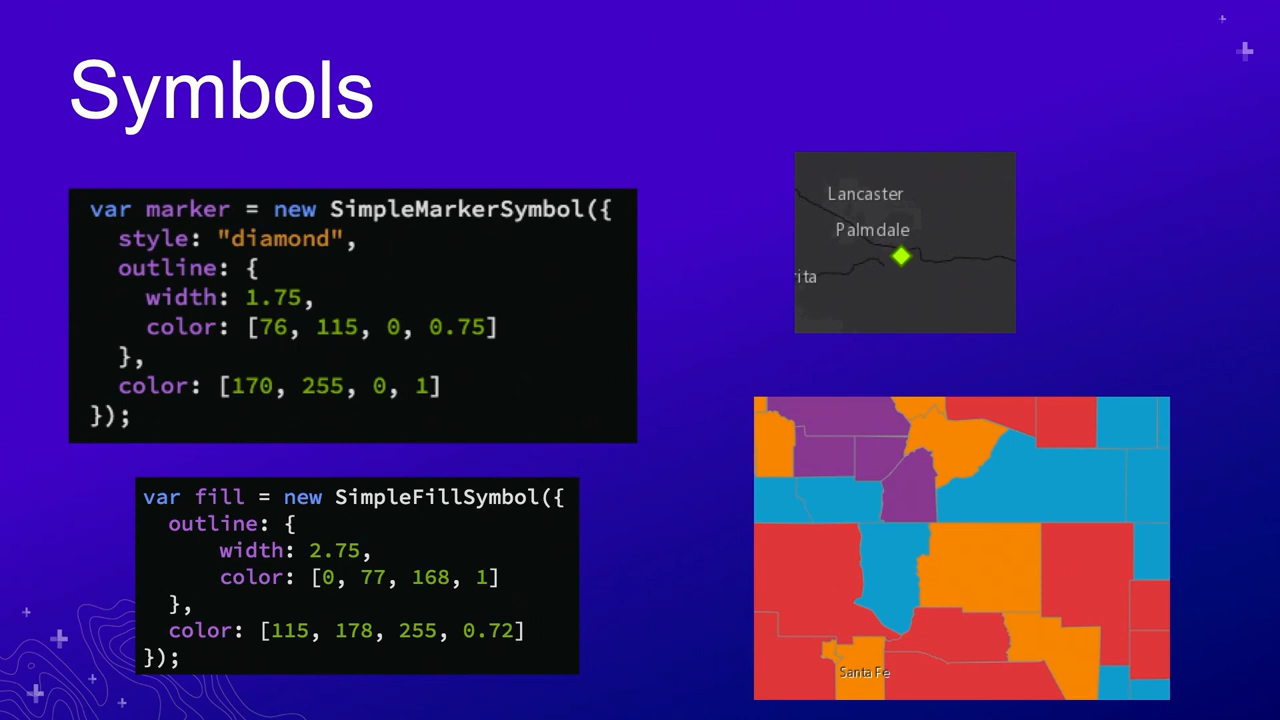 Symbols
var marker = new SimpleMarkerSymbol({
  style: "diamond",
  outline: {
    width: 1.75,
    color: [76, 115, 0, 0.75]
  },
  color: [170, 255, 0, 1]
});
var fill = new SimpleFillSymbol({
  outline: {
      width: 2.75,
      color: [0, 77, 168, 1]
  },
  color: [115, 178, 255, 0.72]
});
Lancaster
Palmdale
rita
Santa Fe